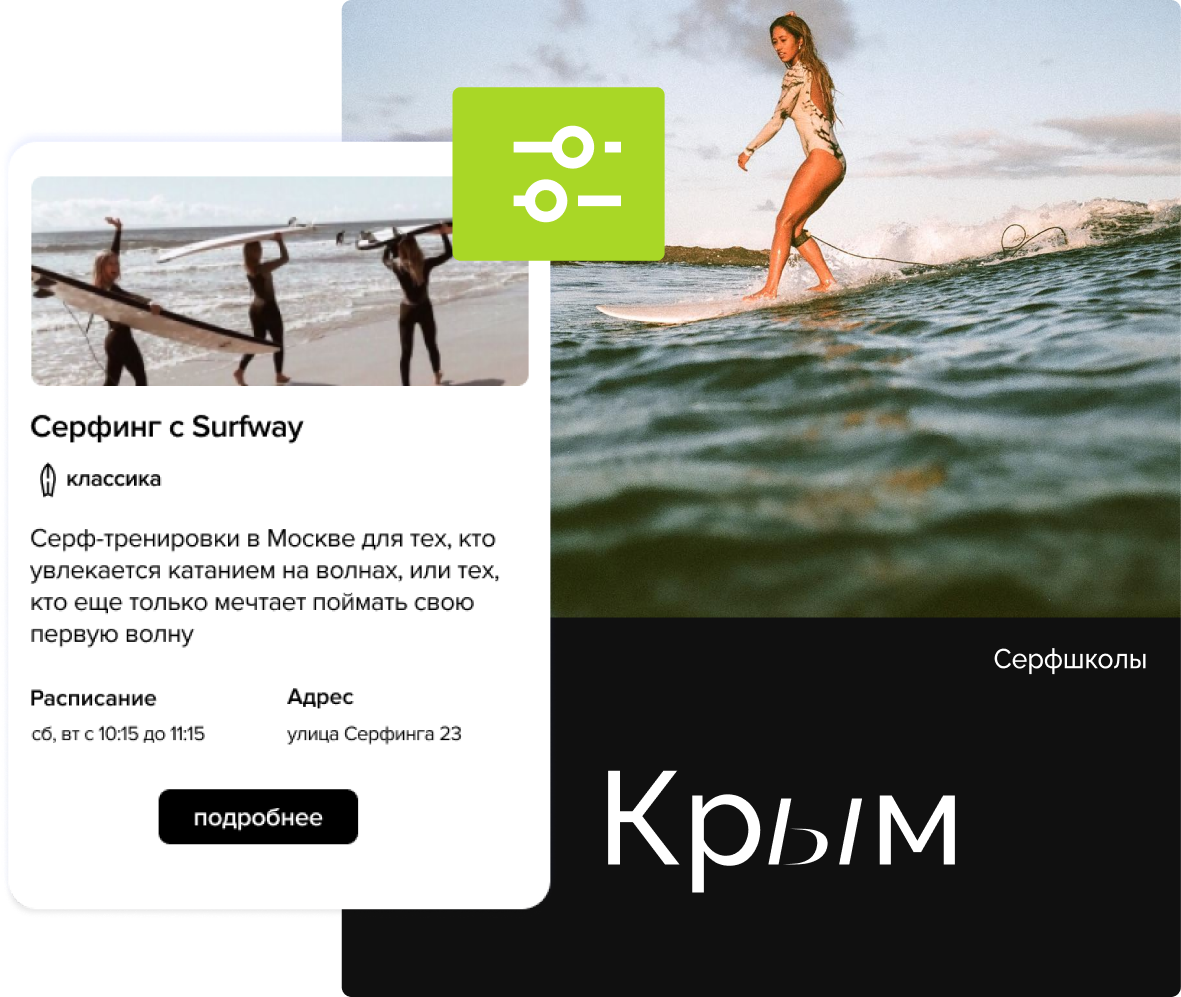 Серфинг с Surfway
классика
Серф-тренировки в Москве для тех, кто
увлекается катанием на волнах, или тех,
кто еще только мечтает поймать свою
первую волну
Расписание
сб, вт с 10:15 до 11:15
Адрес
улица Серфинга 23
подробнее
Серфшколы
Крым